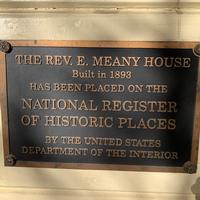 THE REV. E. MEANY HOUSE
Built in 1893
HAS BEEN PLACED ON THE
NATIONAL REGISTER
OF HISTORIC PLACES
BY THE UNITED STATES
DEPARTMENT OF THE INTERIOR